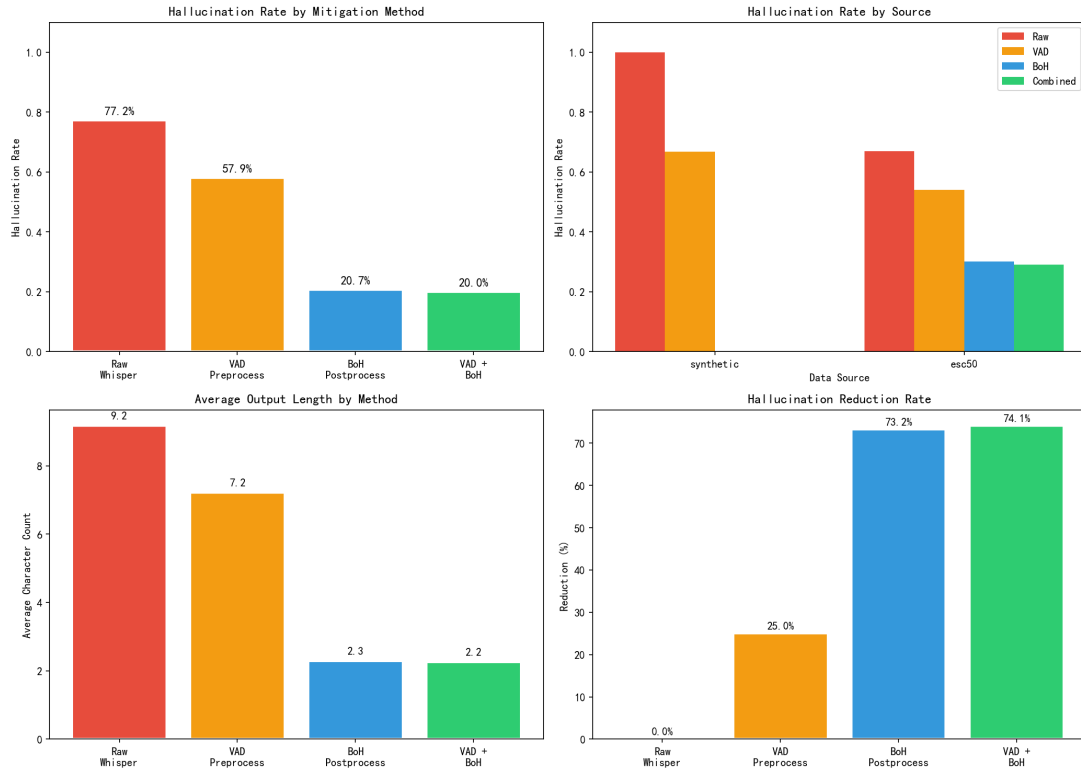 Hallucination Rate by Mitigation Method
Hallucination Rate
1.0
0.8
0.6
0.4
0.2
0.0
77.2%
57.9%
20.7%
20.0%
Raw
Whisper
VAD
Preprocess
BoH
Postprocess
VAD +
BoH
Hallucination Rate by Source
Hallucination Rate
1.0
0.8
0.6
0.4
0.2
0.0
Raw
VAD
BoH
Combined
synthetic
esc50
Data Source
Average Output Length by Method
Average Character Count
8
6
4
2
0
9.2
7.2
2.3
2.2
Raw
Whisper
VAD
Preprocess
BoH
Postprocess
VAD +
BoH
Hallucination Reduction Rate
Reduction (%)
70
60
50
40
30
20
10
0
0.0%
25.0%
73.2%
74.1%
Raw
Whisper
VAD
Preprocess
BoH
Postprocess
VAD +
BoH